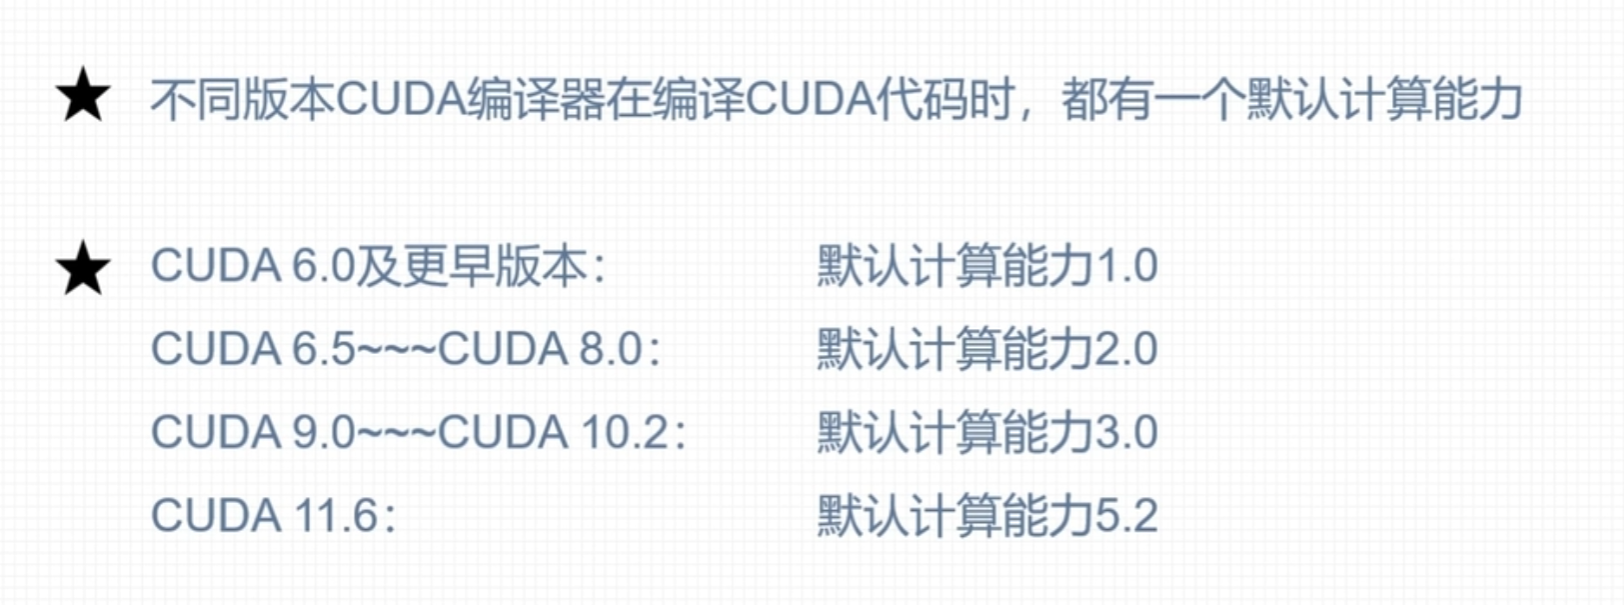 ★ 不同版本CUDA编译器在编译CUDA代码时，都有一个默认计算能力
★ CUDA 6.0及更早版本： 默认计算能力1.0
CUDA 6.5~~~CUDA 8.0： 默认计算能力2.0
CUDA 9.0~~~CUDA 10.2： 默认计算能力3.0
CUDA 11.6： 默认计算能力5.2